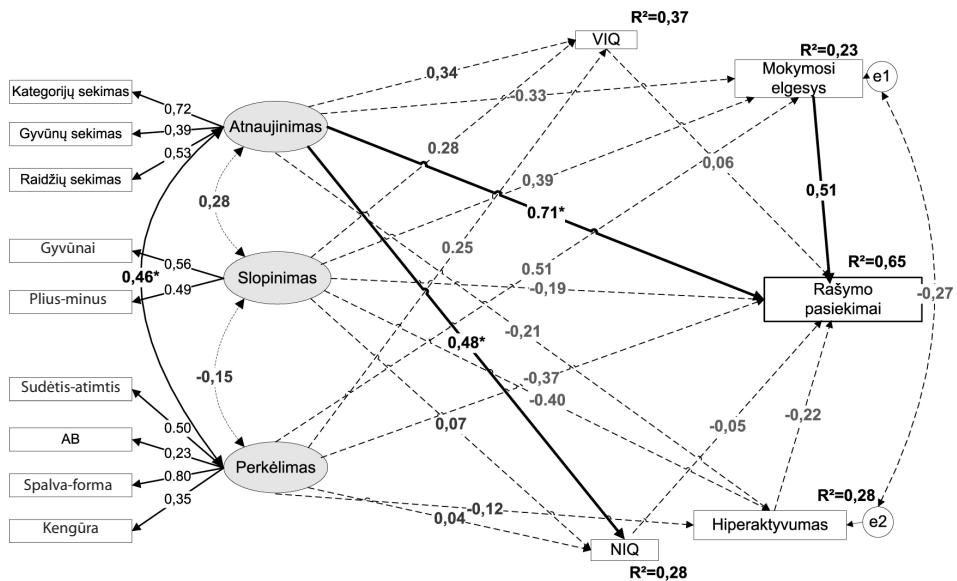 R²=0,37
VIQ
R²=0,23
Mokymosi
elgesys
e1
Kategorijų sekimas
0,72
0,34
-0.33
Atnaujinimas
Gyvūnų sekimas
0,39
Raidžių sekimas
0,53
0.28
0,39
0,06
0,51
0,28
0.71*
Gyvūnai
0,56
0,46*
Slopinimas
0.25
0.51
-0,19
R²=0,65
Rašymo
pasiekimai
-0,27
Plius-minus
0.49
0,48*
-0,21
-0,15
-0,37
-0.40
Sudėtis-atimtis
0.50
0,07
-0,05
-0,22
AB
0,23
Perkėlimas
Spalva-forma
0.80
0,35
Kengūra
-0,12
0,04
R²=0,28
Hiperaktyvumas
e2
NIQ
R²=0,28